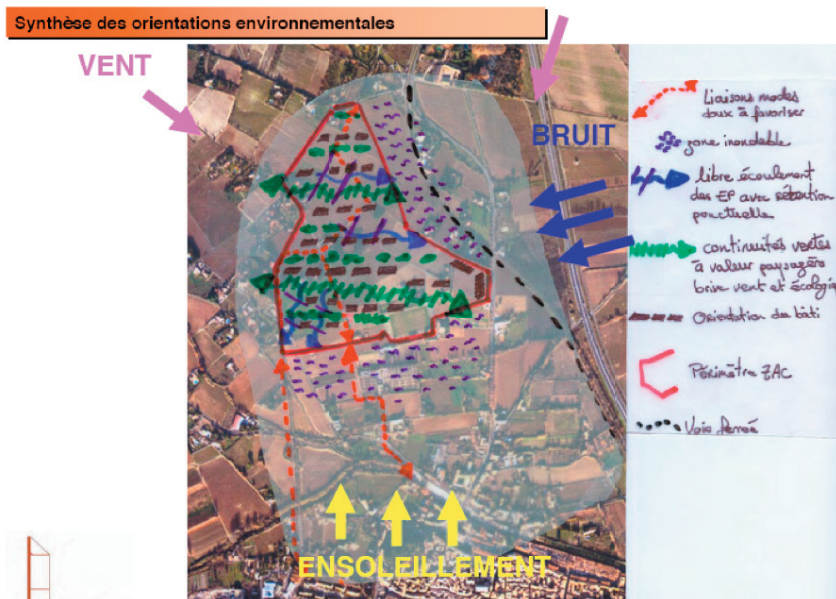 Synthèse des orientations environnementales
VENT
BRUIT
ENSOLEILLEMENT
Liaisons modes
doux à favoriser
zone inondable
libre écoulement
des EP avec rétention
ponctuelle
continuités vertes
à valeur paysagère
brise vent et écologiq
Orientation du bâti
Périmètre ZAC
Voie ferrée